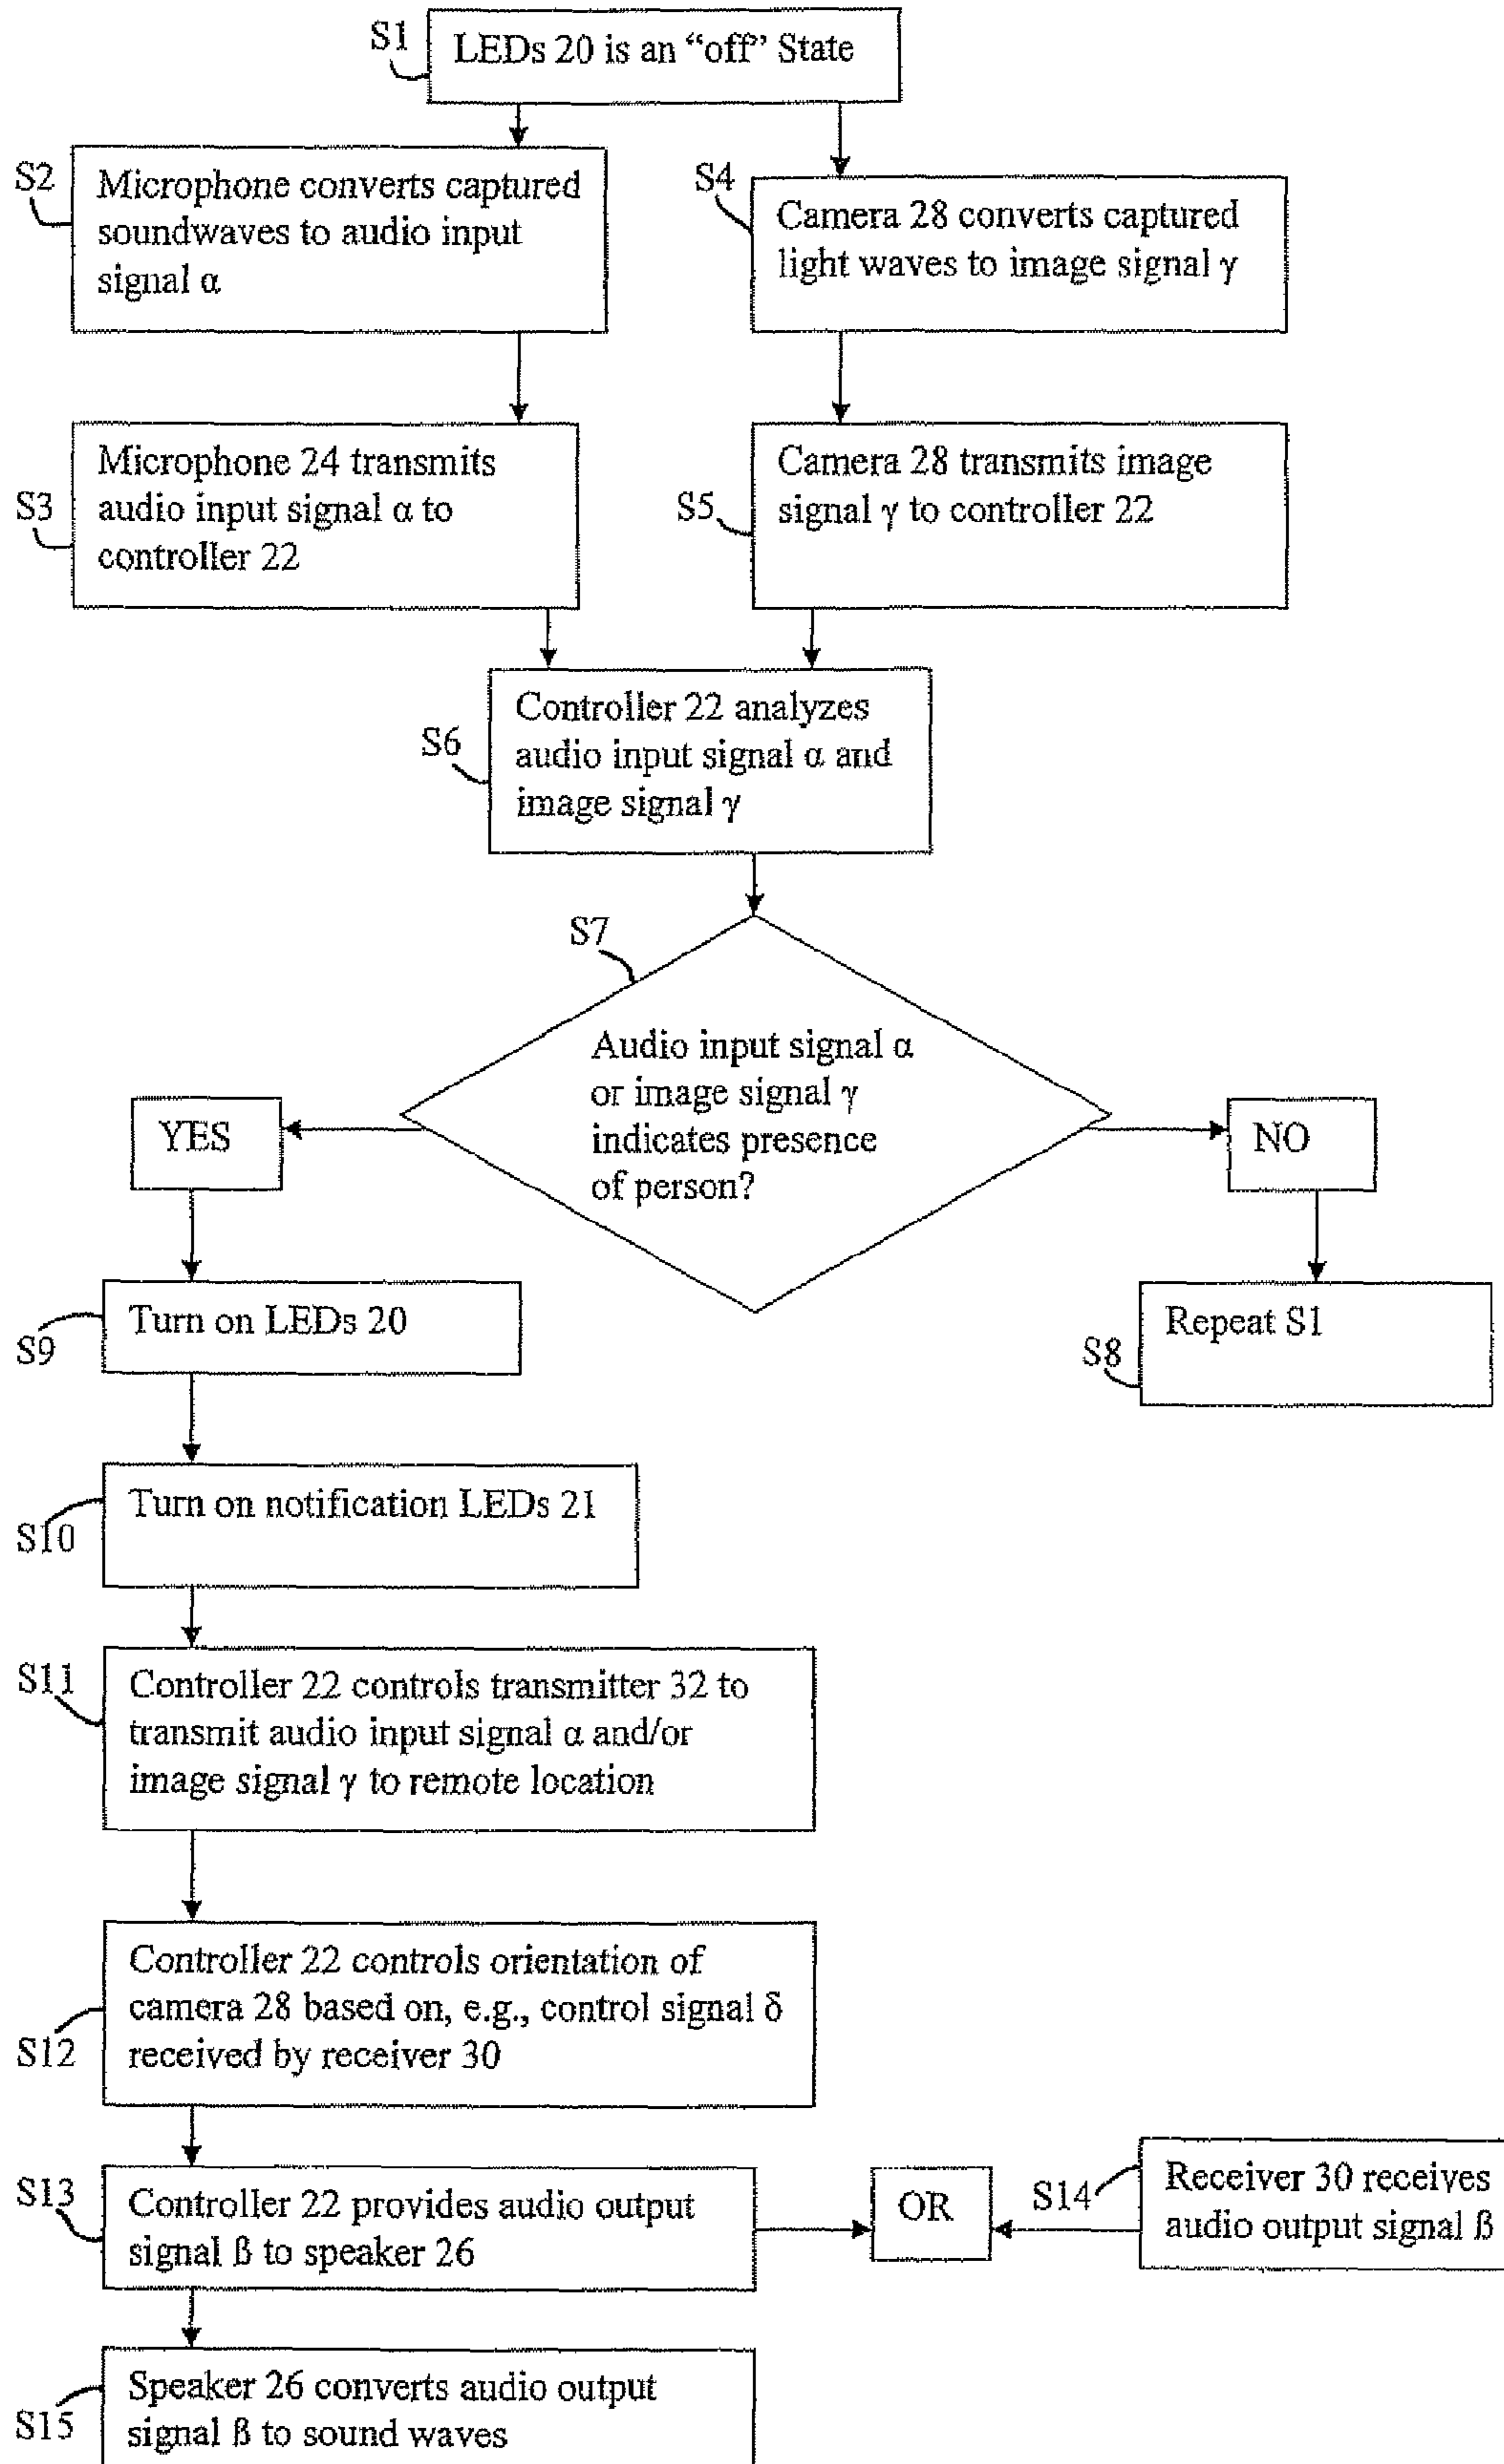 S1
LEDs 20 is an “off” State
S2
Microphone converts captured
soundwaves to audio input
signal α
S4
Camera 28 converts captured
light waves to image signal γ
S3
Microphone 24 transmits
audio input signal α to
controller 22
S5
Camera 28 transmits image
signal γ to controller 22
S6
Controller 22 analyzes
audio input signal α and
image signal γ
S7
Audio input signal α
or image signal γ
indicates presence
of person?
YES
NO
S9
Turn on LEDs 20
S8
Repeat S1
S10
Turn on notification LEDs 21
S11
Controller 22 controls transmitter 32 to
transmit audio input signal α and/or
image signal γ to remote location
S12
Controller 22 controls orientation of
camera 28 based on, e.g., control signal δ
received by receiver 30
S13
Controller 22 provides audio output
signal ß to speaker 26
OR
S14
Receiver 30 receives
audio output signal ß
S15
Speaker 26 converts audio output
signal ß to sound waves